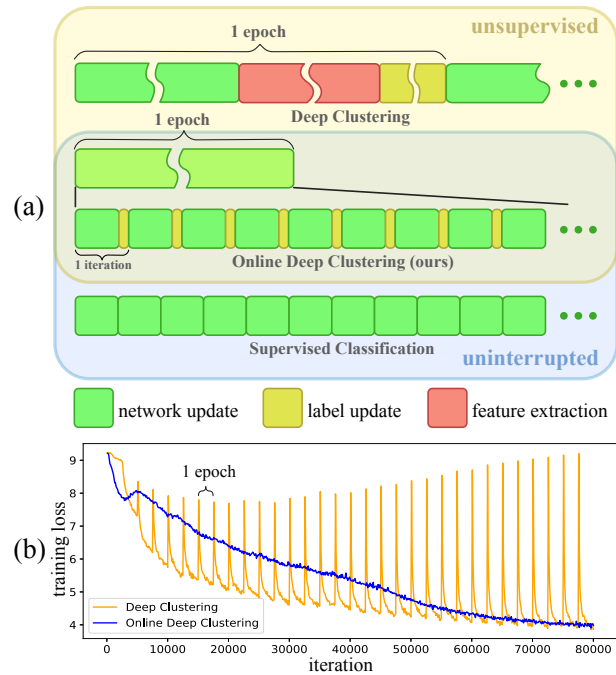 1 epoch
unsupervised
Deep Clustering
1 epoch
(a)
1 iteration
Online Deep Clustering (ours)
Supervised Classification
uninterrupted
network update
label update
feature extraction
(b)
training loss
9
8
7
6
5
4
1 epoch
Deep Clustering
Online Deep Clustering
0 10000 20000 30000 40000 50000 60000 70000 80000
iteration